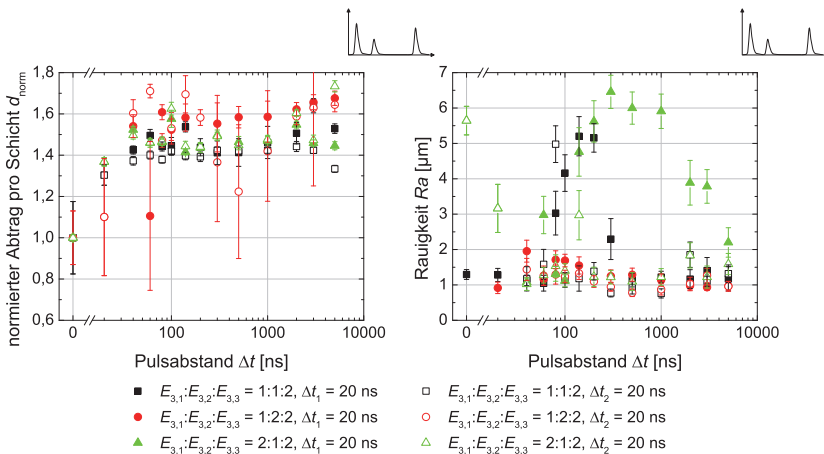 1,8
1,6
1,4
1,2
1,0
0,8
0,6
normierter Abtrag pro Schicht d_norm
0 100 1000 10000
Pulsabstand Δt [ns]
7
6
5
4
3
2
1
0
Rauigkeit Ra [µm]
0 100 1000 10000
Pulsabstand Δt [ns]
E_3,1:E_3,2:E_3,3 = 1:1:2, Δt_1 = 20 ns
E_3,1:E_3,2:E_3,3 = 1:2:2, Δt_1 = 20 ns
E_3,1:E_3,2:E_3,3 = 2:1:2, Δt_1 = 20 ns
E_3,1:E_3,2:E_3,3 = 1:1:2, Δt_2 = 20 ns
E_3,1:E_3,2:E_3,3 = 1:2:2, Δt_2 = 20 ns
E_3,1:E_3,2:E_3,3 = 2:1:2, Δt_2 = 20 ns